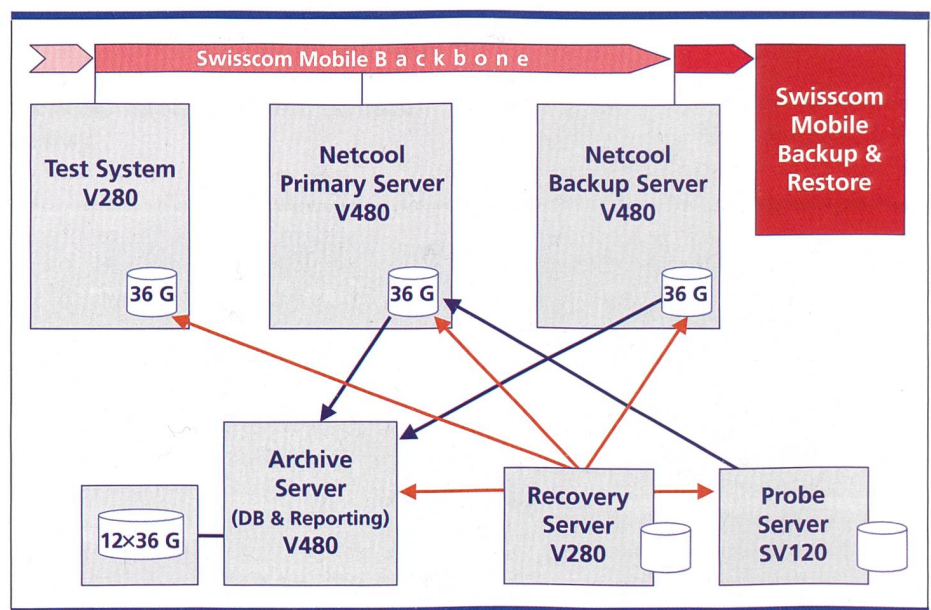 Swisscom Mobile B a c k b o n e
Swisscom
Mobile
Backup &
Restore
Test System
V280
36 G
Netcool
Primary Server
V480
36 G
Netcool
Backup Server
V480
36 G
Archive
Server
(DB & Reporting)
V480
12×36 G
Recovery
Server
V280
Probe
Server
SV120